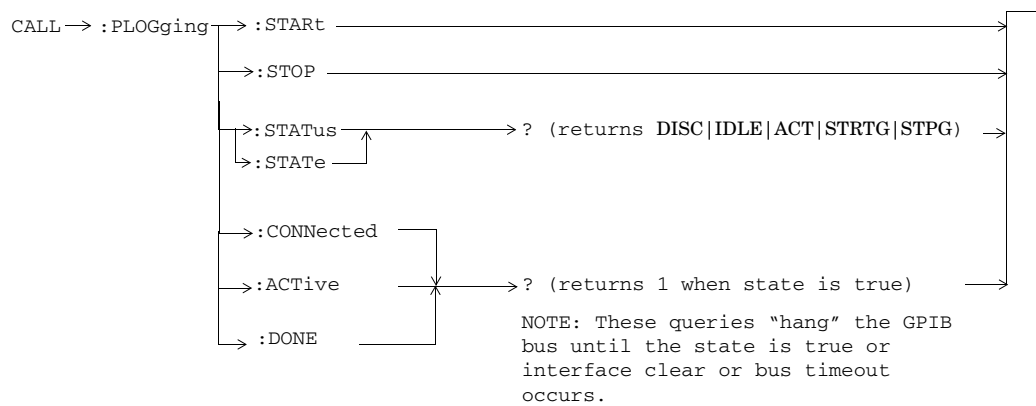 CALL :PLOGging :STARt
:STOP
:STATus ? (returns DISC|IDLE|ACT|STRTG|STPG)
:STATe
:CONNected
:ACTive ? (returns 1 when state is true)
:DONE
NOTE: These queries “hang” the GPIB
bus until the state is true or
interface clear or bus timeout
occurs.